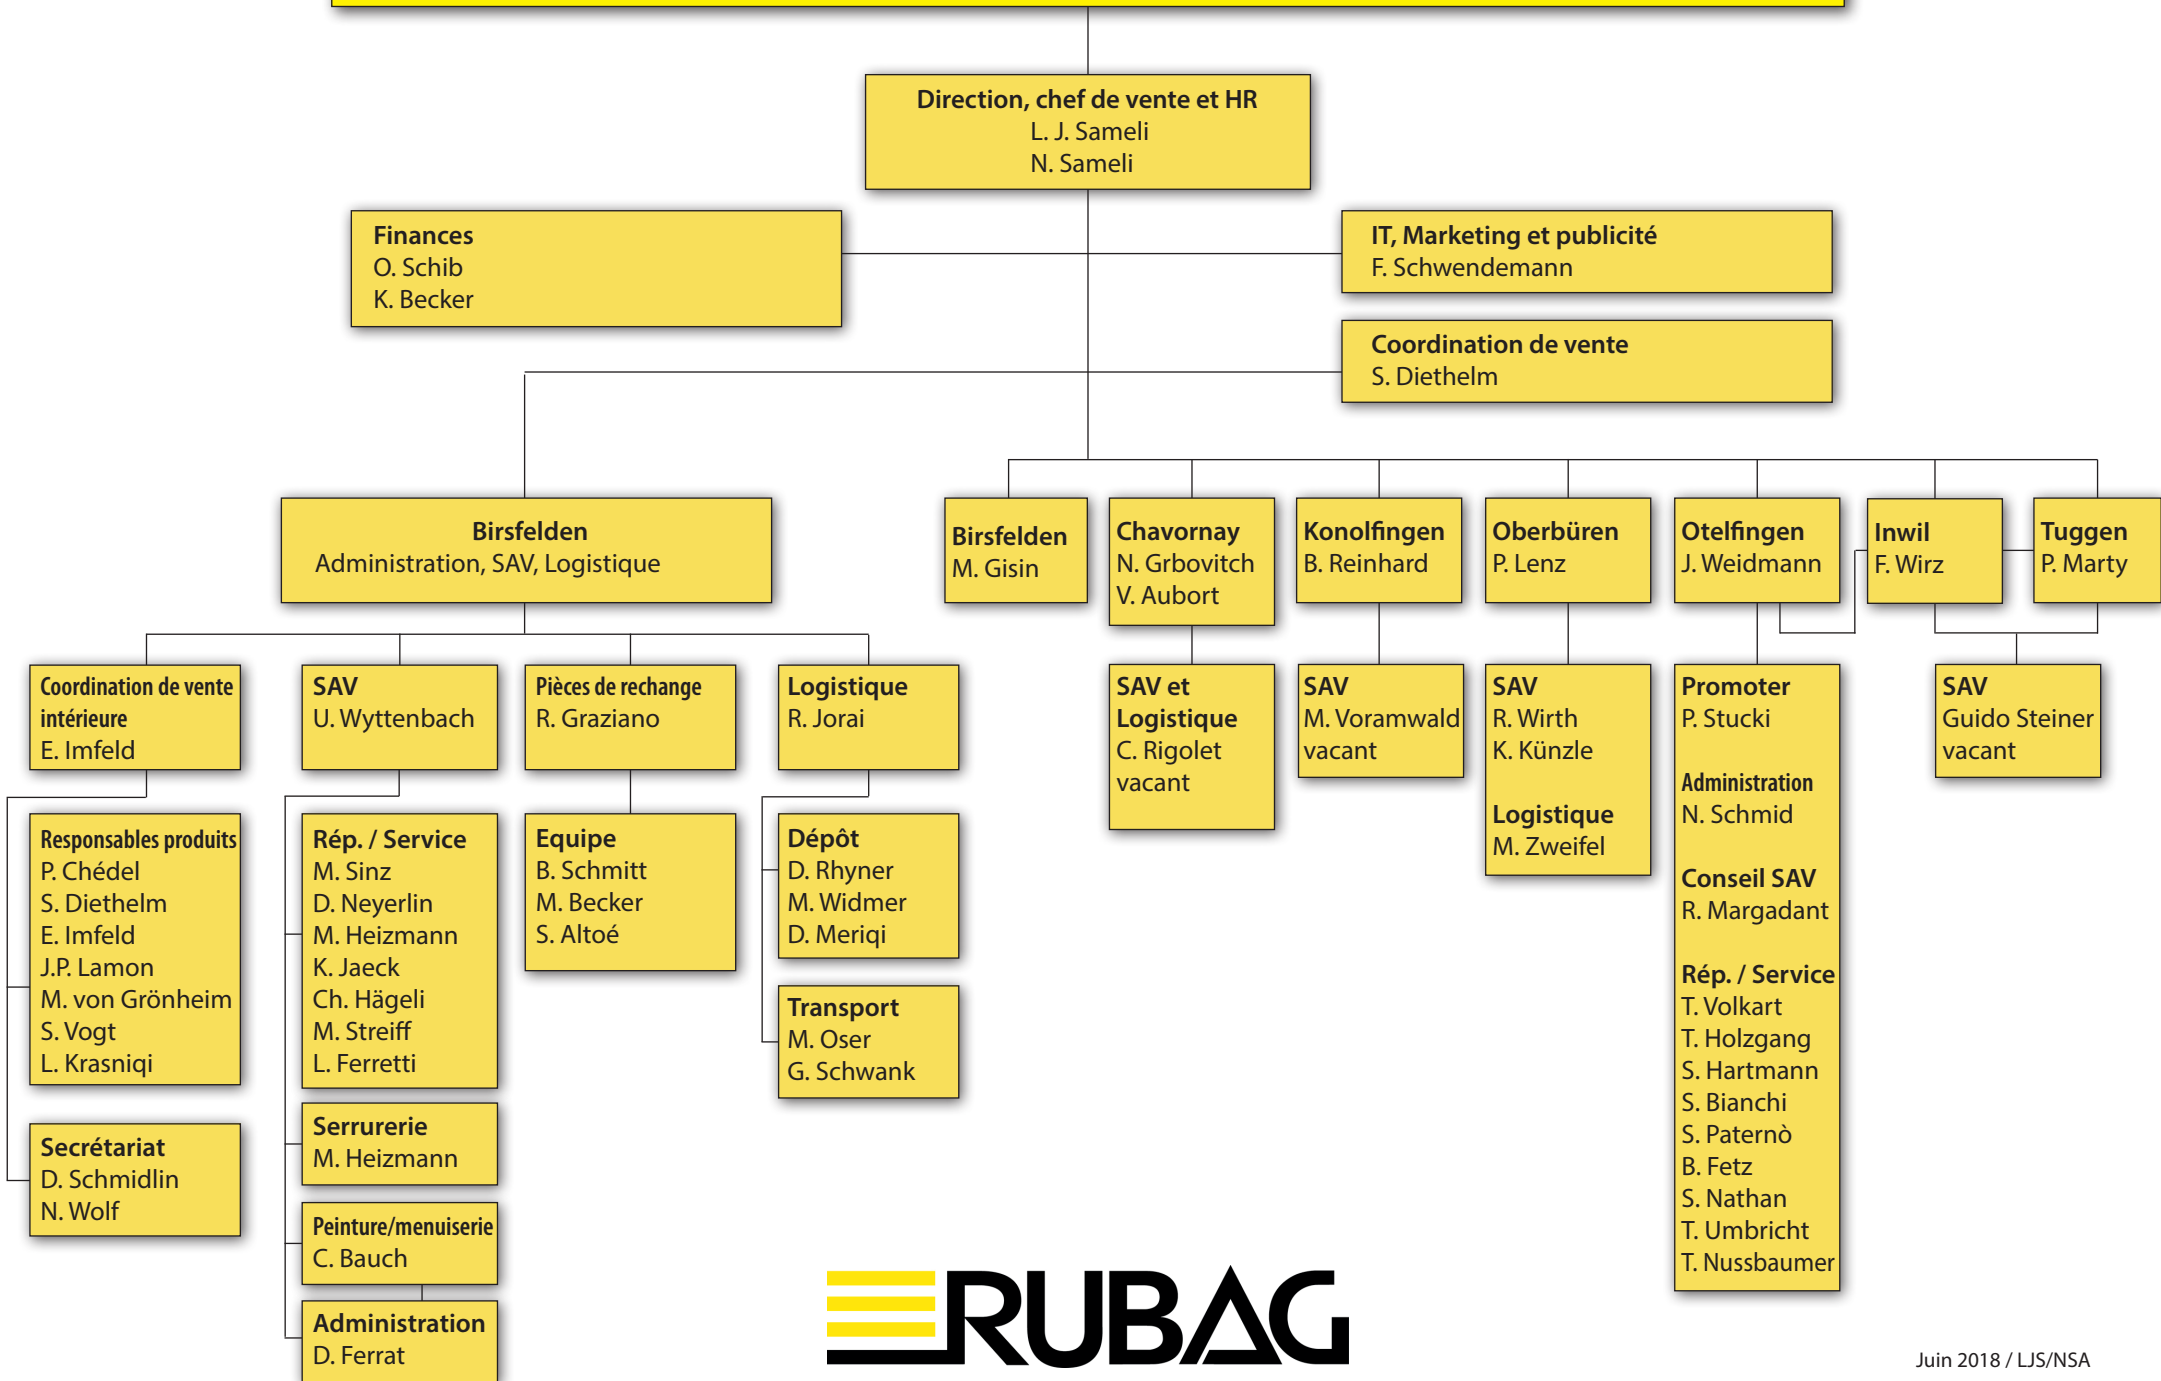 Direction, chef de vente et HR
L. J. Sameli
N. Sameli
Finances
O. Schib
K. Becker
IT, Marketing et publicité
F. Schwendemann
Coordination de vente
S. Diethelm
Birsfelden
Administration, SAV, Logistique
Birsfelden
M. Gisin
Chavornay
N. Grbovitch
V. Aubort
Konolfingen
B. Reinhard
Oberbüren
P. Lenz
Otelfingen
J. Weidmann
Inwil
F. Wirz
Tuggen
P. Marty
Coordination de vente
intérieure
E. Imfeld
SAV
U. Wyttenbach
Pièces de rechange
R. Graziano
Logistique
R. Jorai
SAV et
Logistique
C. Rigolet
vacant
SAV
M. Voramwald
vacant
SAV
R. Wirth
K. Künzle
Logistique
M. Zweifel
Promoter
P. Stucki
Administration
N. Schmid
Conseil SAV
R. Margadant
Rép. / Service
T. Volkart
T. Holzgang
S. Hartmann
S. Bianchi
S. Paternò
B. Fetz
S. Nathan
T. Umbricht
T. Nussbaumer
SAV
Guido Steiner
vacant
Responsables produits
P. Chédel
S. Diethelm
E. Imfeld
J.P. Lamon
M. von Grönheim
S. Vogt
L. Krasniqi
Secrétariat
D. Schmidlin
N. Wolf
Rép. / Service
M. Sinz
D. Neyerlin
M. Heizmann
K. Jaeck
Ch. Hägeli
M. Streiff
L. Ferretti
Serrurerie
M. Heizmann
Peinture/menuiserie
C. Bauch
Administration
D. Ferrat
Equipe
B. Schmitt
M. Becker
S. Altoé
Dépôt
D. Rhyner
M. Widmer
D. Meriqi
Transport
M. Oser
G. Schwank
RUBAG
Juin 2018 / LJS/NSA